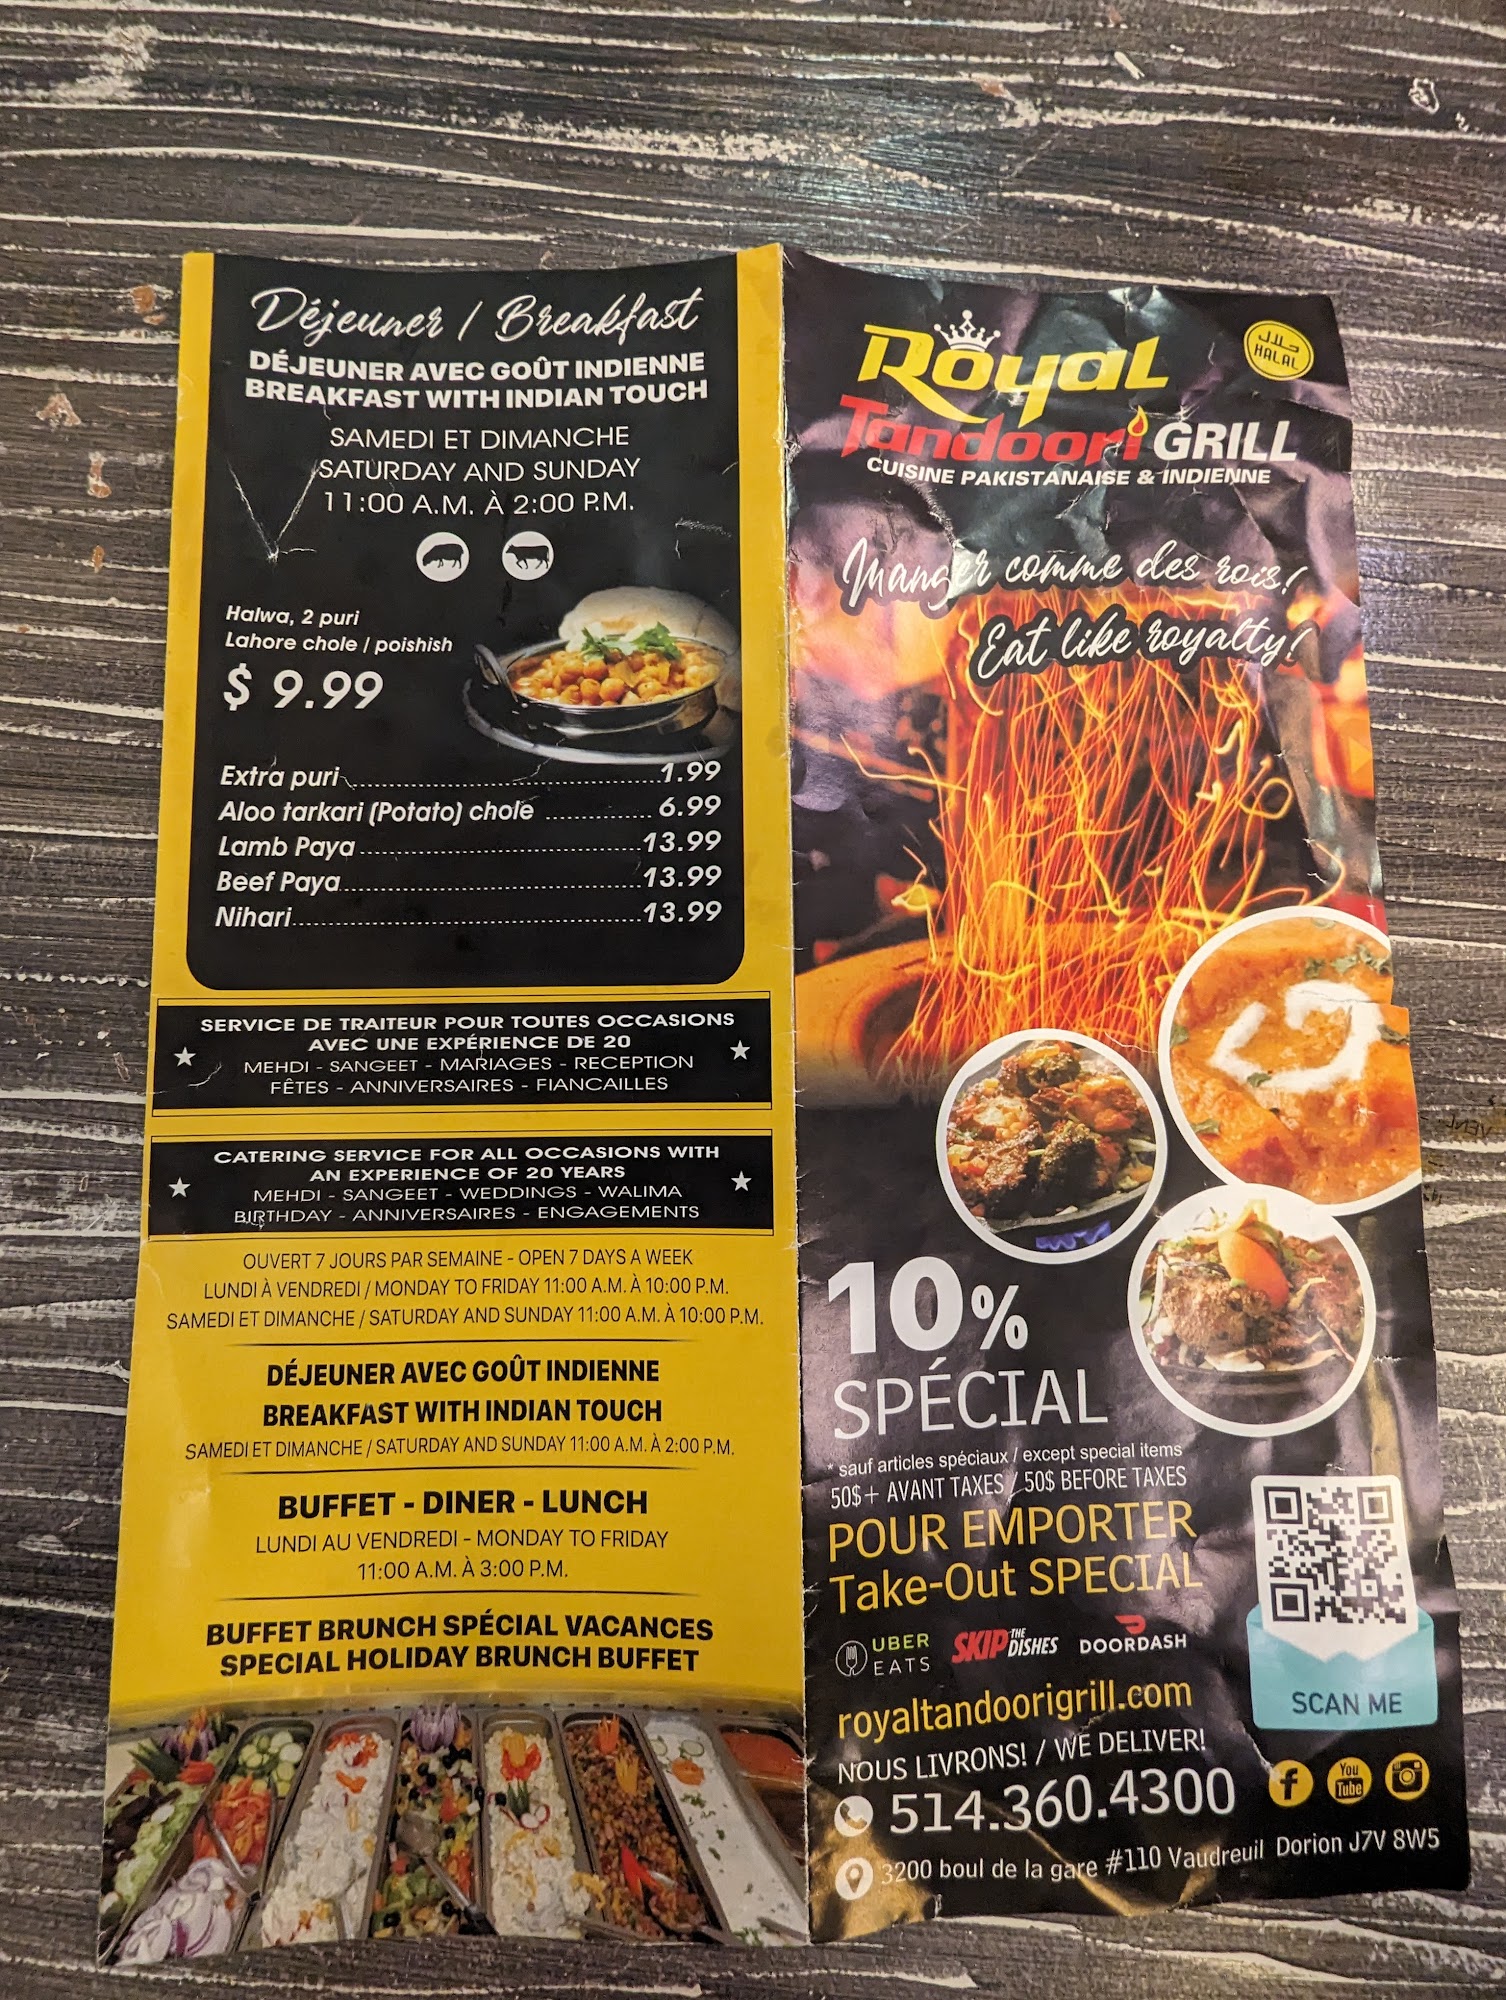 Déjeuner / Breakfast
DÉJEUNER AVEC GOÛT INDIENNE
BREAKFAST WITH INDIAN TOUCH
SAMEDI ET DIMANCHE
SATURDAY AND SUNDAY
11:00 A.M. À 2:00 P.M.
Halwa, 2 puri
Lahore chole / poishish
$ 9.99
Extra puri 1.99
Aloo tarkari (Potato) chole 6.99
Lamb Paya 13.99
Beef Paya 13.99
Nihari 13.99
SERVICE DE TRAITEUR POUR TOUTES OCCASIONS
AVEC UNE EXPÉRIENCE DE 20
MEHDI - SANGEET - MARIAGES - RECEPTION
FÊTES - ANNIVERSAIRES - FIANCAILLES
CATERING SERVICE FOR ALL OCCASIONS WITH
AN EXPERIENCE OF 20 YEARS
MEHDI - SANGEET - WEDDINGS - WALIMA
BIRTHDAY - ANNIVERSAIRES - ENGAGEMENTS
OUVERT 7 JOURS PAR SEMAINE - OPEN 7 DAYS A WEEK
LUNDI À VENDREDI / MONDAY TO FRIDAY 11:00 A.M. À 10:00 P.M.
SAMEDI ET DIMANCHE / SATURDAY AND SUNDAY 11:00 A.M. À 10:00 P.M.
DÉJEUNER AVEC GOÛT INDIENNE
BREAKFAST WITH INDIAN TOUCH
SAMEDI ET DIMANCHE / SATURDAY AND SUNDAY 11:00 A.M. À 2:00 P.M.
BUFFET - DINER - LUNCH
LUNDI AU VENDREDI - MONDAY TO FRIDAY
11:00 A.M. À 3:00 P.M.
BUFFET BRUNCH SPÉCIAL VACANCES
SPECIAL HOLIDAY BRUNCH BUFFET
Royal
حلال
HALAL
Tandoori GRILL
CUISINE PAKISTANAISE & INDIENNE
Manger comme des rois!
Eat like royalty!
10%
SPÉCIAL
* sauf articles spéciaux / except special items
50$+ AVANT TAXES / 50$ BEFORE TAXES
POUR EMPORTER
Take-Out SPECIAL
UBER EATS
SKIP THE DISHES
DOORDASH
SCAN ME
royaltandoorigrill.com
NOUS LIVRONS! / WE DELIVER!
514.360.4300
f
You Tube
3200 boul de la gare #110 Vaudreuil Dorion J7V 8W5